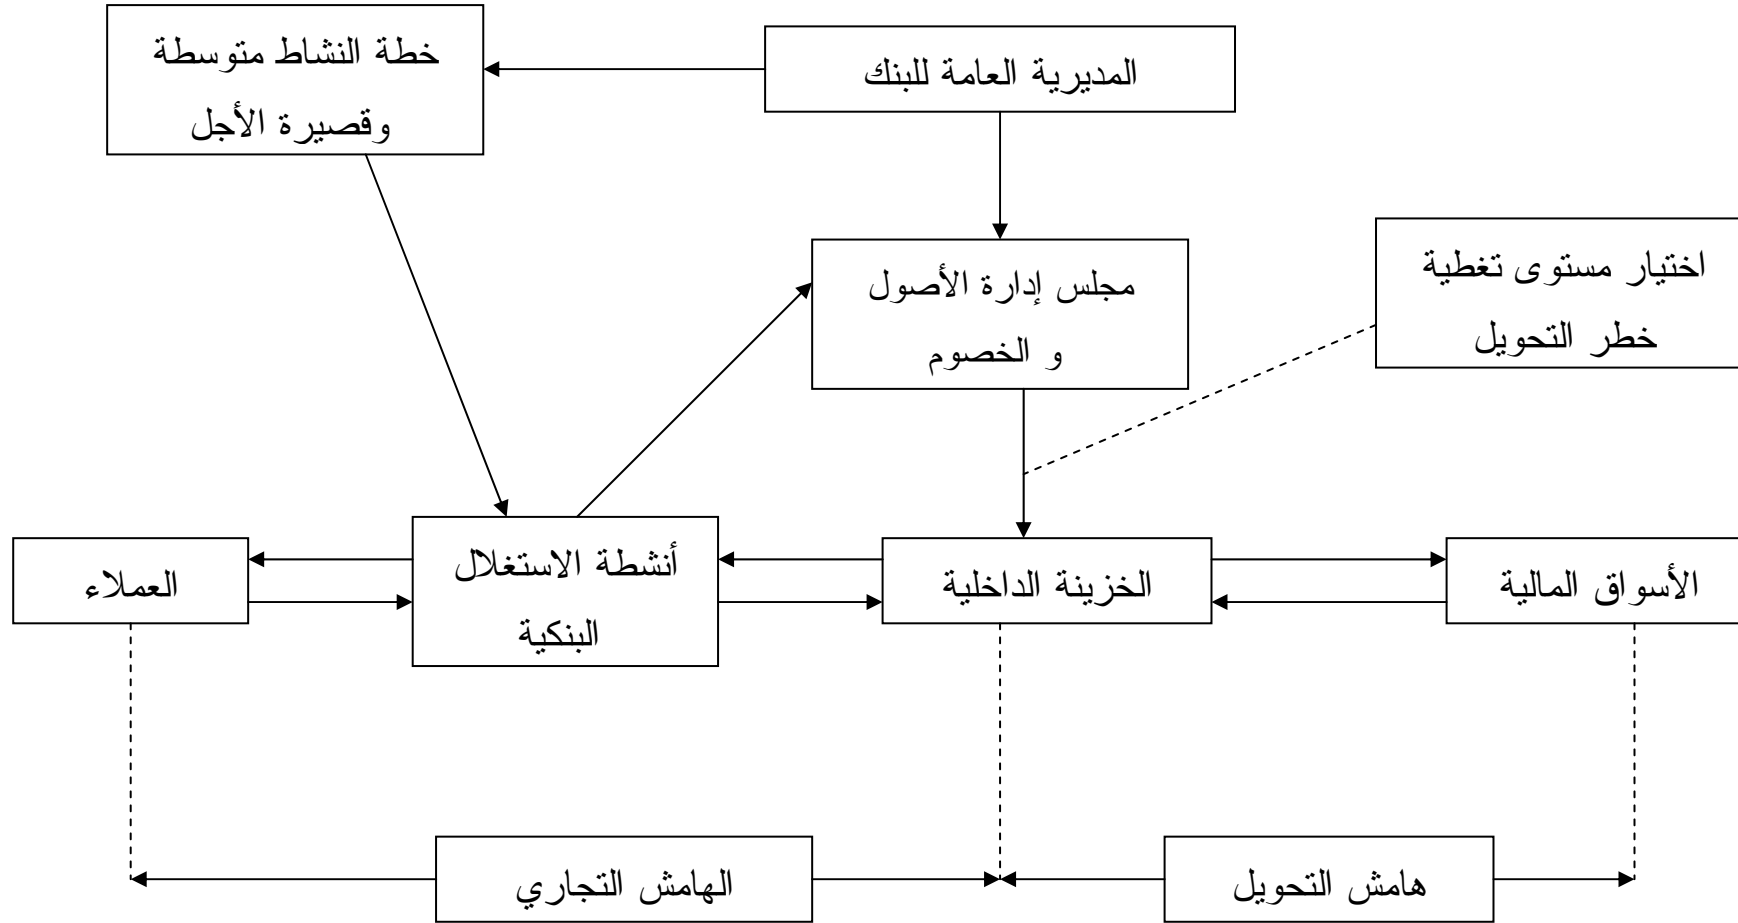 المديرية العامة للبنك
خطة النشاط متوسطة
وقصيرة الأجل
اختيار مستوى تغطية
خطر التحويل
مجلس إدارة الأصول
و الخصوم
الأسواق المالية
الخزينة الداخلية
أنشطة الاستغلال
البنكية
العملاء
هامش التحويل
الهامش التجاري